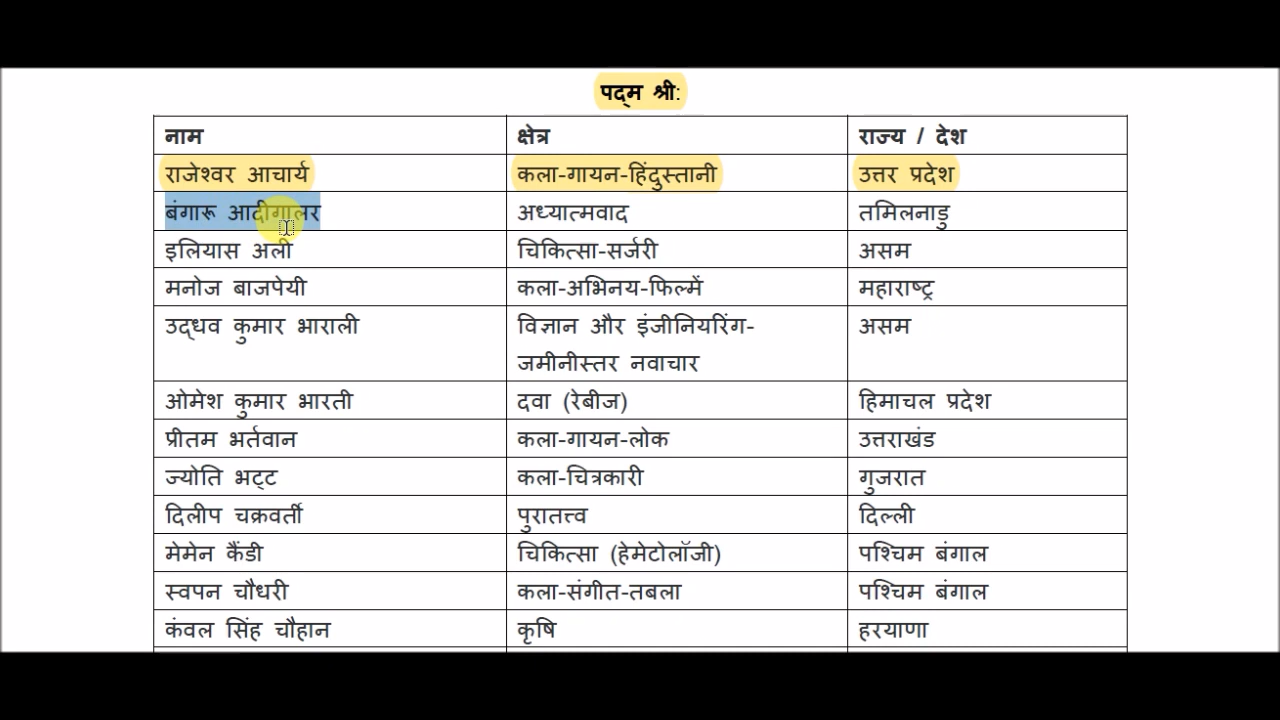 पद्म श्री:
नाम क्षेत्र राज्य / देश
राजेश्वर आचार्य कला-गायन-हिंदुस्तानी उत्तर प्रदेश
बंगारू आदीगालर अध्यात्मवाद तमिलनाडु
इलियास अली चिकित्सा-सर्जरी असम
मनोज बाजपेयी कला-अभिनय-फिल्में महाराष्ट्र
उद्धव कुमार भाराली विज्ञान और इंजीनियरिंग- असम
जमीनीस्तर नवाचार
ओमेश कुमार भारती दवा (रेबीज) हिमाचल प्रदेश
प्रीतम भर्तवान कला-गायन-लोक उत्तराखंड
ज्योति भट्ट कला-चित्रकारी गुजरात
दिलीप चक्रवर्ती पुरातत्त्व दिल्ली
मेमेन कैंडी चिकित्सा (हेमेटोलॉजी) पश्चिम बंगाल
स्वपन चौधरी कला-संगीत-तबला पश्चिम बंगाल
कंवल सिंह चौहान कृषि हरयाणा